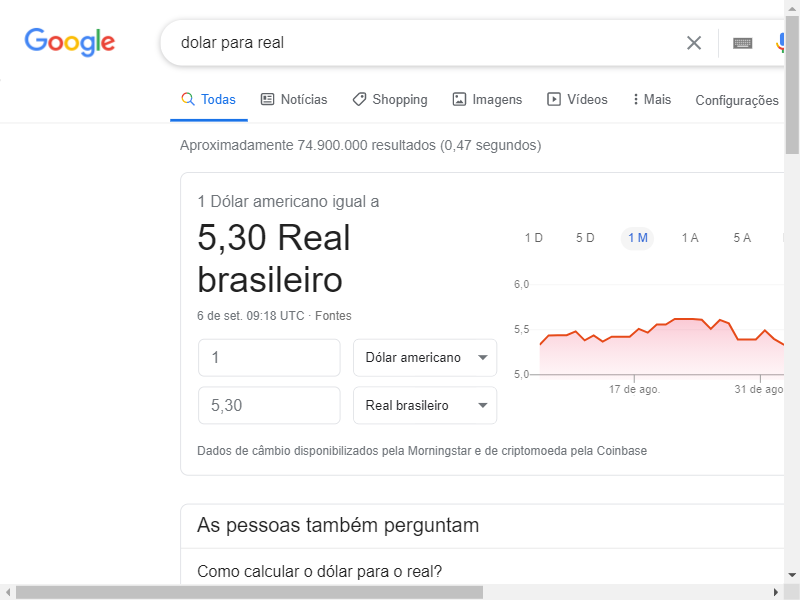 Google
dolar para real
Todas Notícias Shopping Imagens Vídeos Mais Configurações
Aproximadamente 74.900.000 resultados (0,47 segundos)
1 Dólar americano igual a
5,30 Real
brasileiro
6 de set. 09:18 UTC · Fontes
1 Dólar americano
5,30 Real brasileiro
1 D 5 D 1 M 1 A 5 A
6,0
5,5
5,0
17 de ago. 31 de ago
Dados de câmbio disponibilizados pela Morningstar e de criptomoeda pela Coinbase
As pessoas também perguntam
Como calcular o dólar para o real?